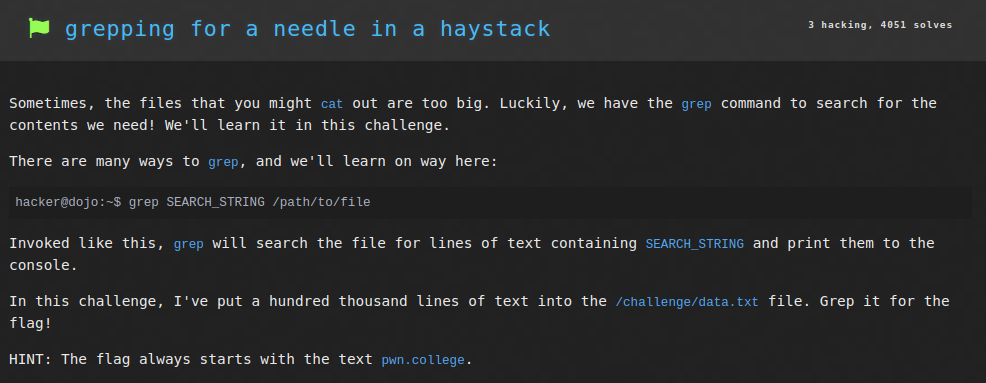 grepping for a needle in a haystack
3 hacking, 4051 solves
Sometimes, the files that you might cat out are too big. Luckily, we have the grep command to search for the
contents we need! We'll learn it in this challenge.
There are many ways to grep, and we'll learn on way here:
hacker@dojo:~$ grep SEARCH_STRING /path/to/file
Invoked like this, grep will search the file for lines of text containing SEARCH_STRING and print them to the
console.
In this challenge, I've put a hundred thousand lines of text into the /challenge/data.txt file. Grep it for the
flag!
HINT: The flag always starts with the text pwn.college.